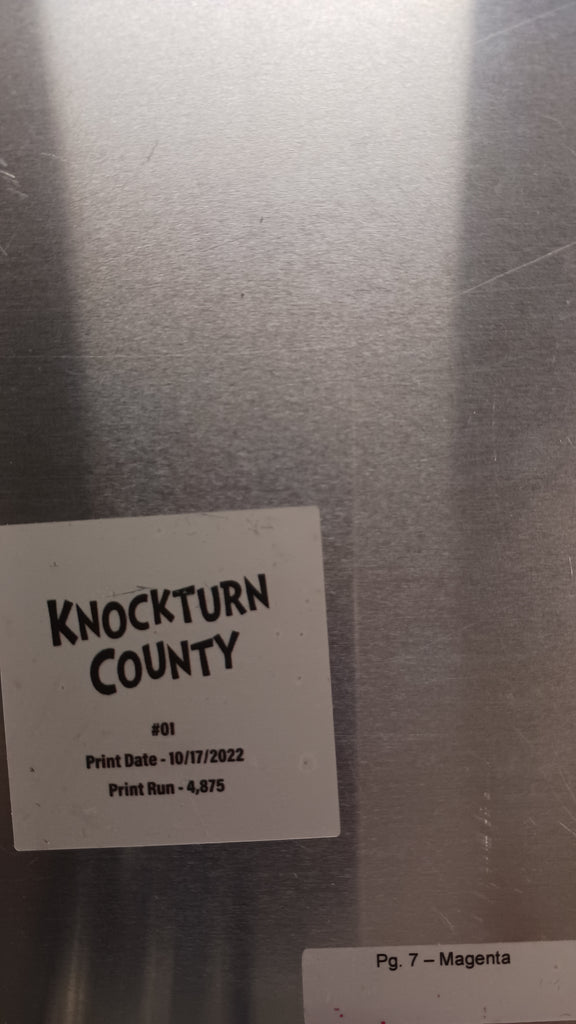 KNOCKTURN
COUNTY
#01
Print Date - 10/17/2022
Print Run - 4,875
Pg. 7 – Magenta